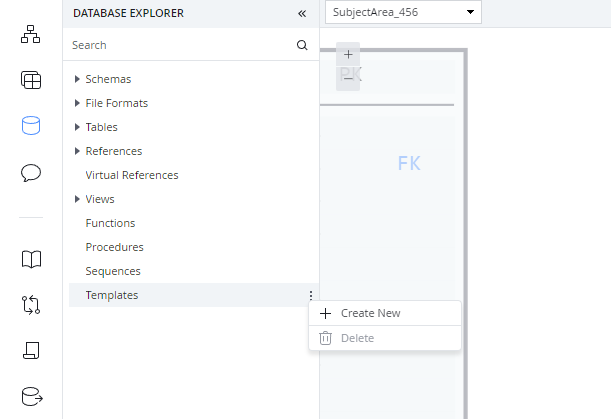 DATABASE EXPLORER
SubjectArea_456
Search
PK
Schemas
File Formats
Tables
FK
References
Virtual References
Views
Functions
Procedures
Sequences
Templates
Create New
Delete